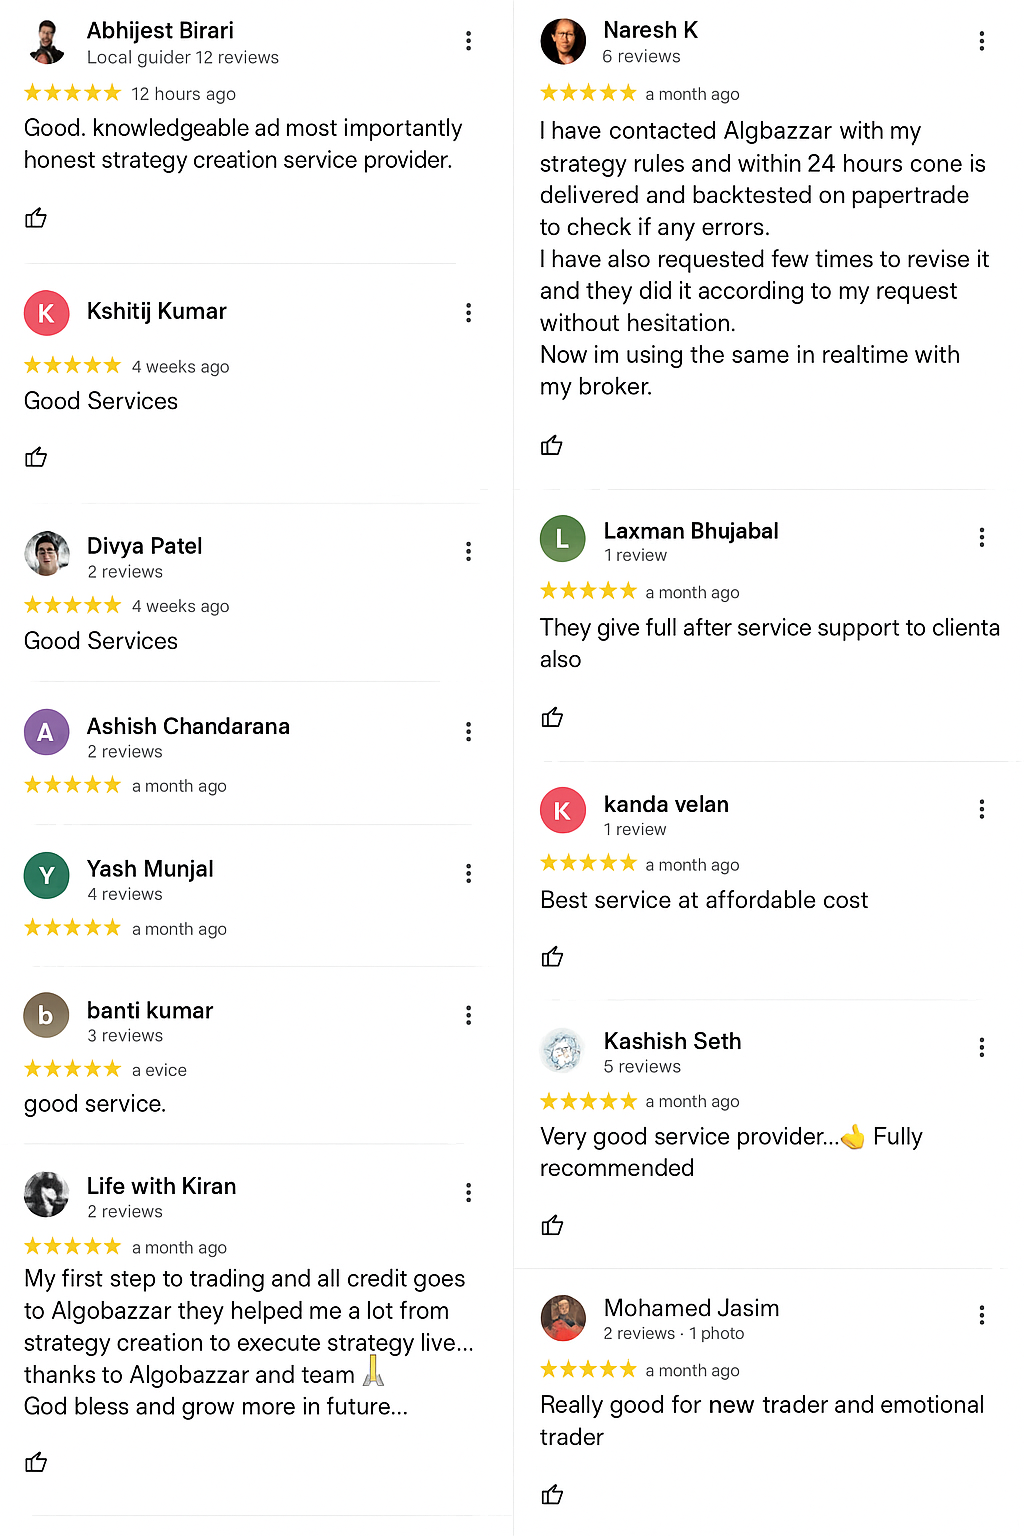 Abhijest Birari
Local guider 12 reviews
12 hours ago
Good. knowledgeable ad most importantly
honest strategy creation service provider.
K
Kshitij Kumar
4 weeks ago
Good Services
Divya Patel
2 reviews
4 weeks ago
Good Services
A
Ashish Chandarana
2 reviews
a month ago
Y
Yash Munjal
4 reviews
a month ago
b
banti kumar
3 reviews
a evice
good service.
Life with Kiran
2 reviews
a month ago
My first step to trading and all credit goes
to Algobazzar they helped me a lot from
strategy creation to execute strategy live...
thanks to Algobazzar and team
God bless and grow more in future...
Naresh K
6 reviews
a month ago
I have contacted Algbazzar with my
strategy rules and within 24 hours cone is
delivered and backtested on papertrade
to check if any errors.
I have also requested few times to revise it
and they did it according to my request
without hesitation.
Now im using the same in realtime with
my broker.
L
Laxman Bhujabal
1 review
a month ago
They give full after service support to clienta
also
K
kanda velan
1 review
a month ago
Best service at affordable cost
Kashish Seth
5 reviews
a month ago
Very good service provider...👍 Fully
recommended
Mohamed Jasim
2 reviews · 1 photo
a month ago
Really good for new trader and emotional
trader